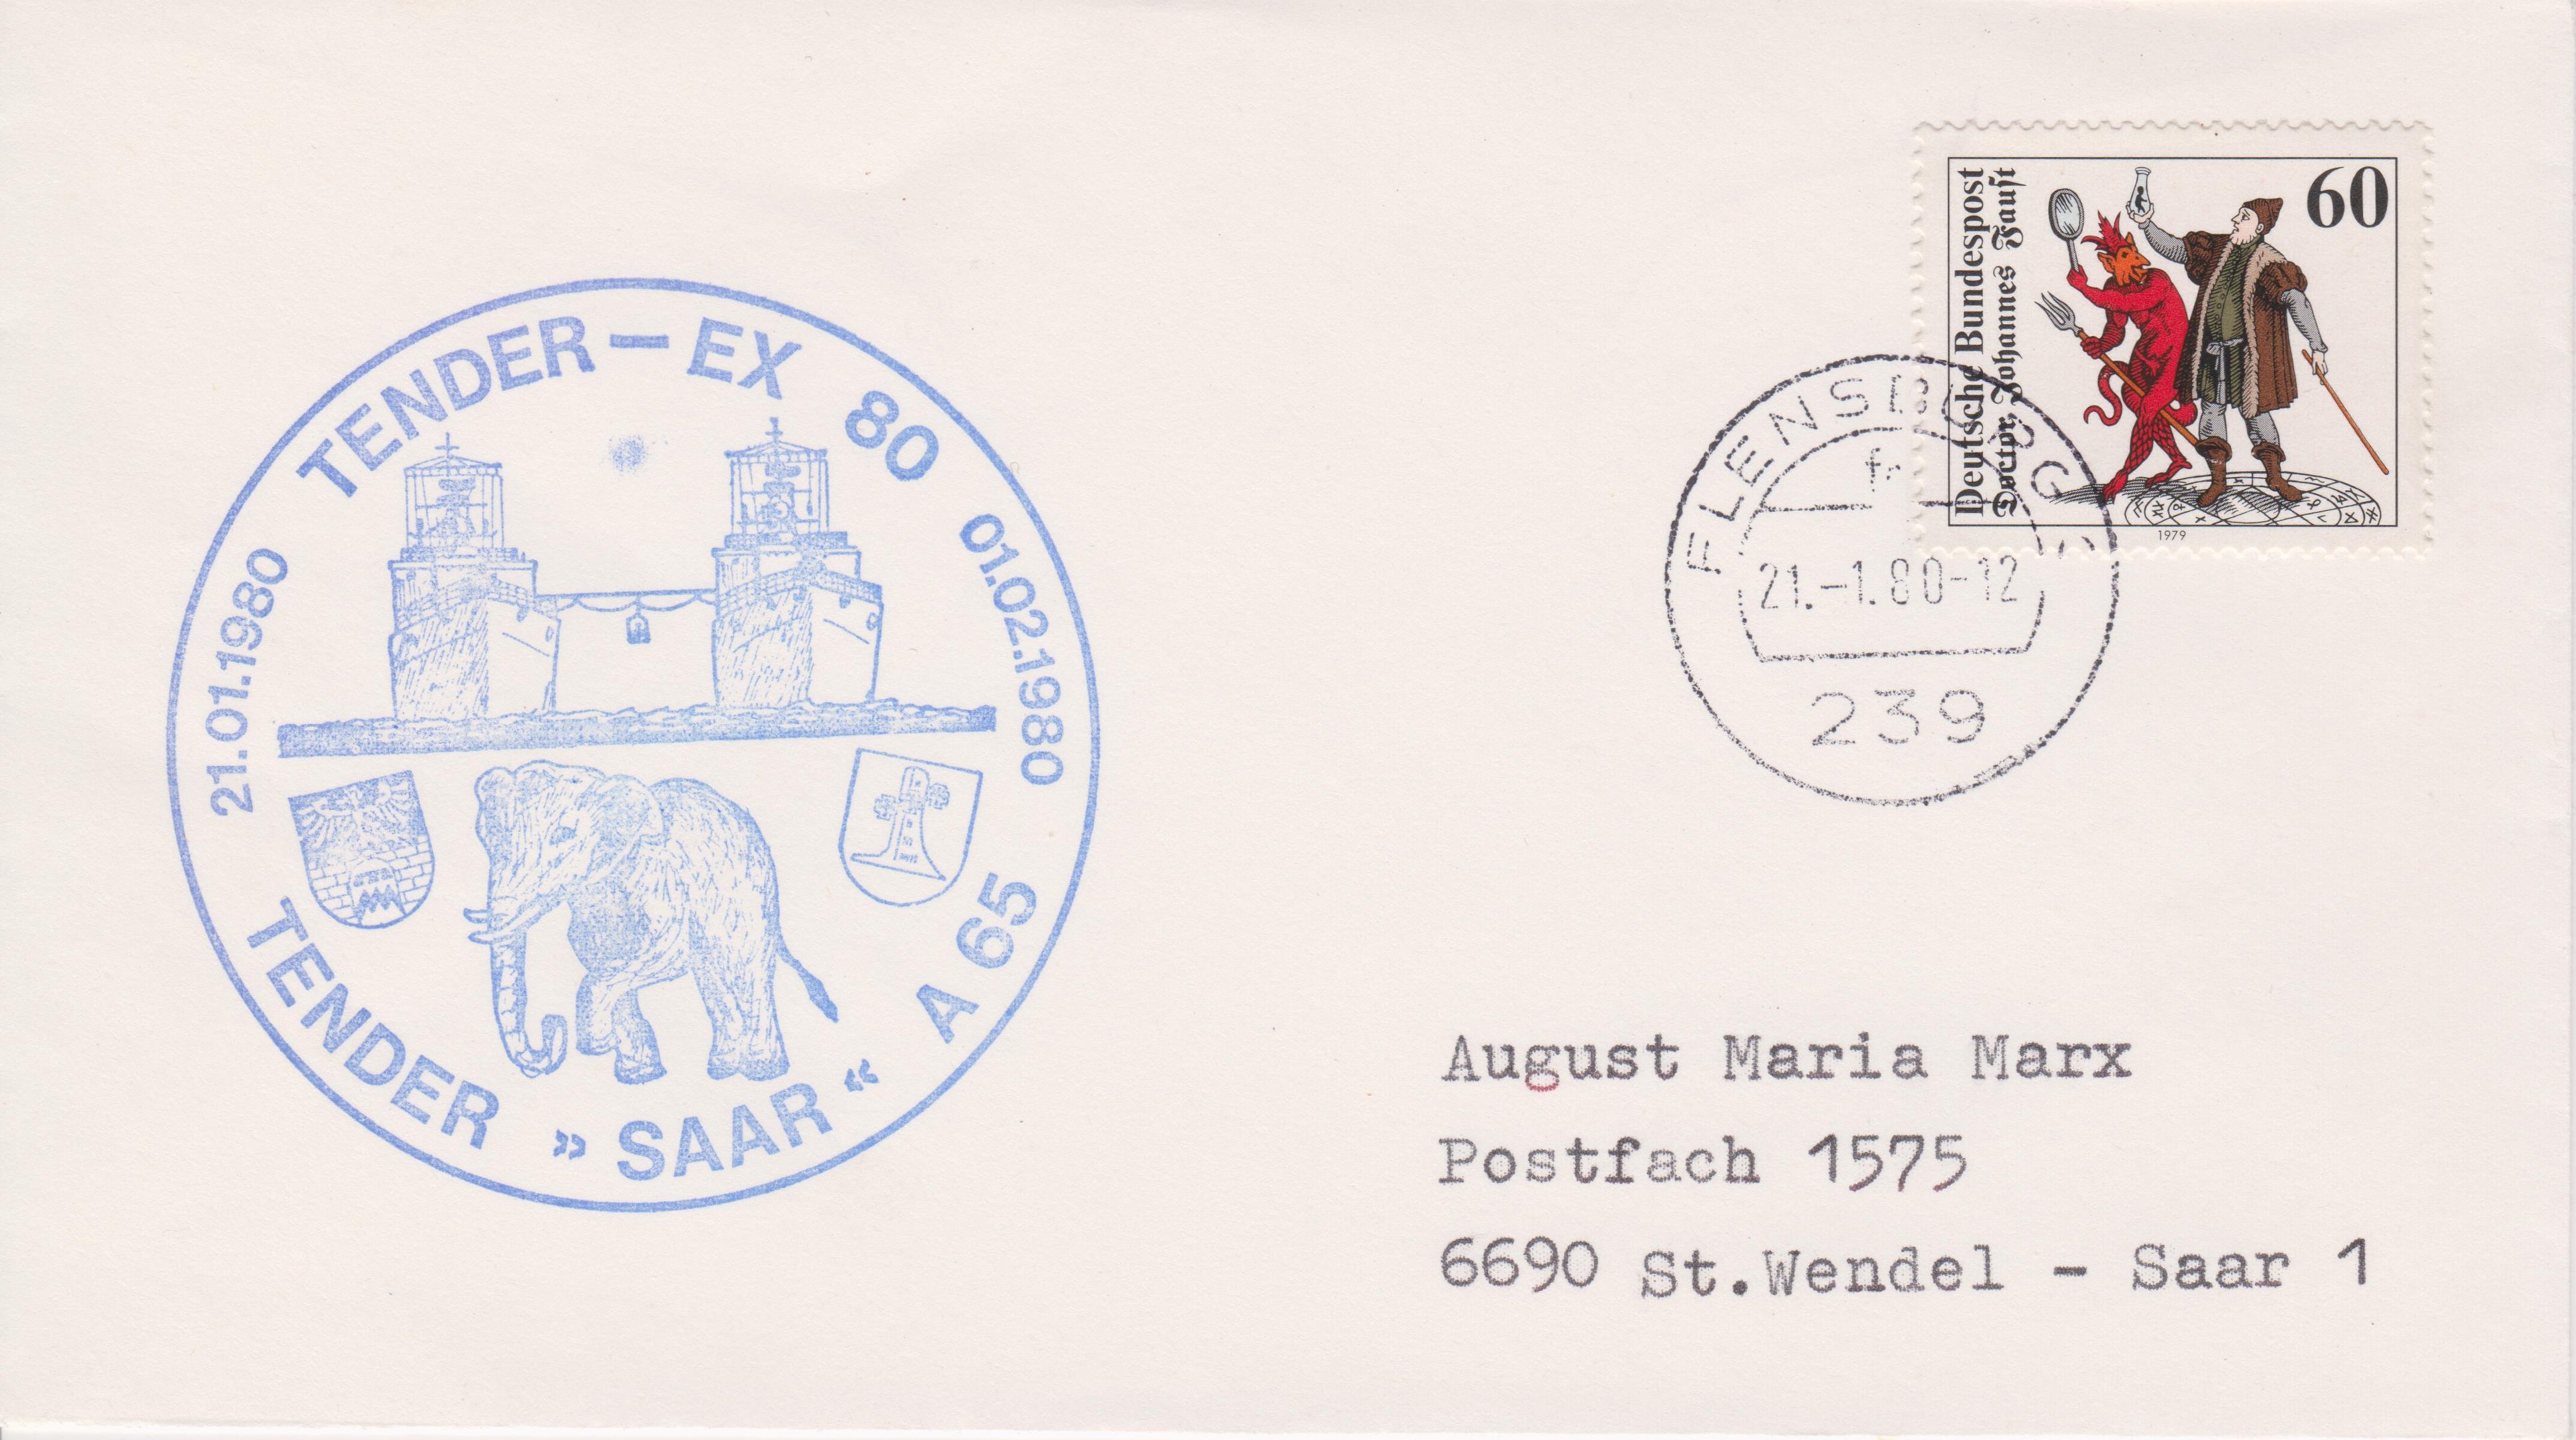 TENDER — EX 80
21.01.1980
01.02.1980
TENDER »SAAR« A 65
Deutsche Bundespost
Doctor Johannes Faust
60
1979
FLENSBURG
21.-1.80-12
239
August Maria Marx
Postfach 1575
6690 St.Wendel - Saar 1